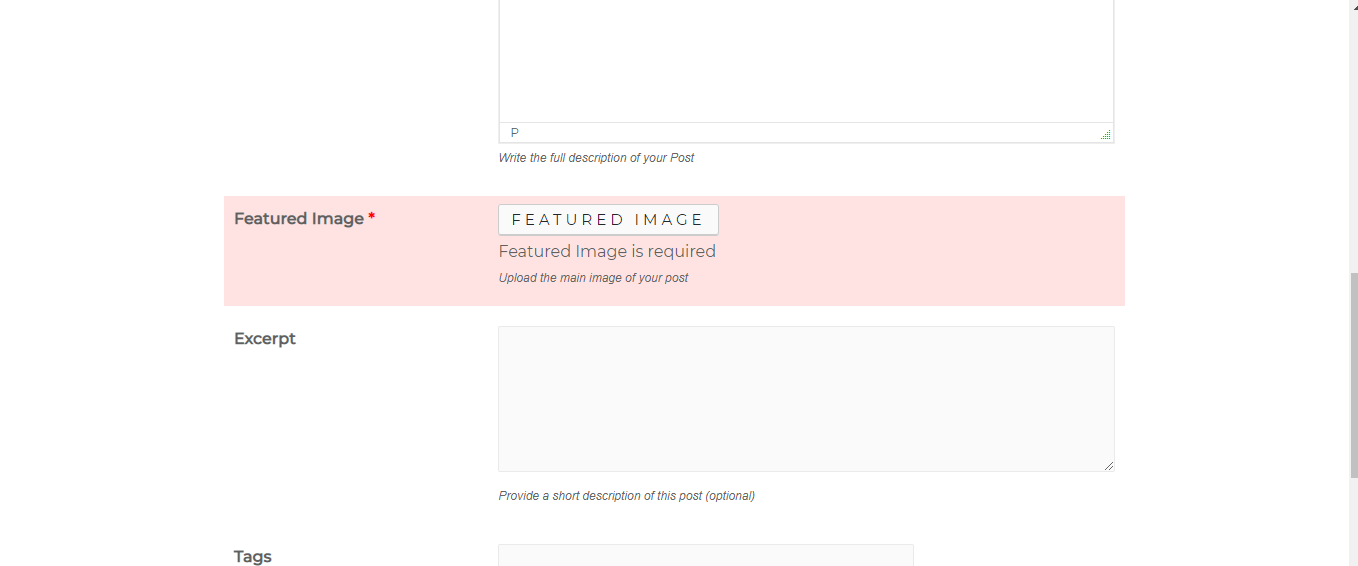 P
Write the full description of your Post
Featured Image *
FEATURED IMAGE
Featured Image is required
Upload the main image of your post
Excerpt
Provide a short description of this post (optional)
Tags